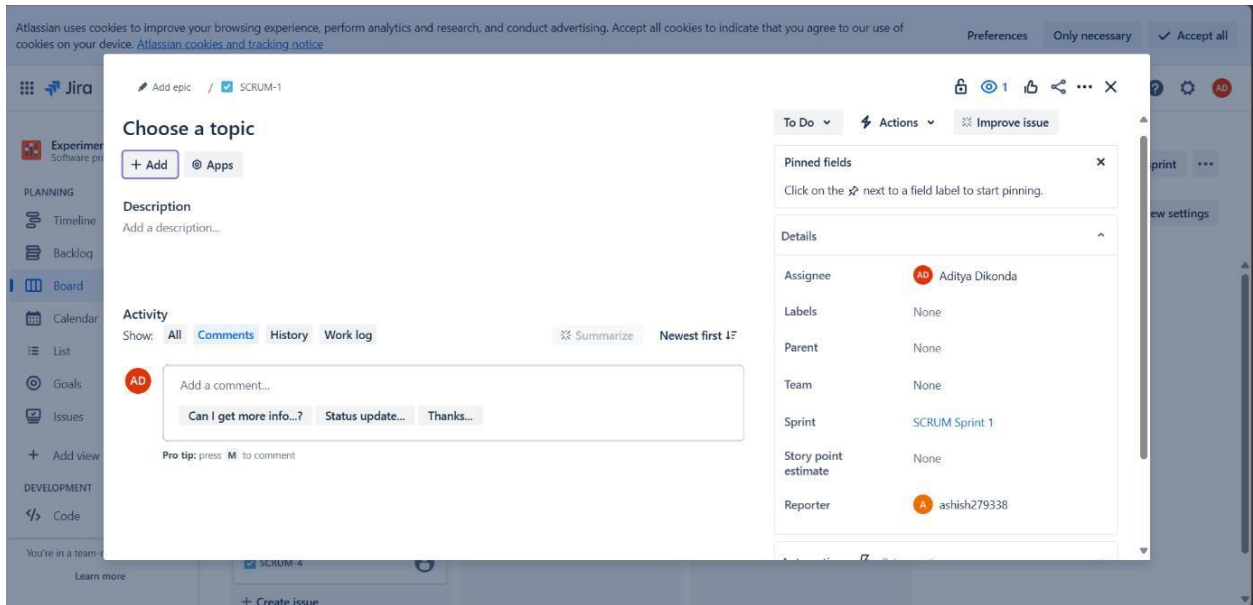 Atlassian uses cookies to improve your browsing experience, perform analytics and research, and conduct advertising. Accept all cookies to indicate that you agree to our use of
cookies on your device. Atlassian cookies and tracking notice
Preferences
Only necessary
Accept all
Jira
AD
Add epic / SCRUM-1
1
Choose a topic
+ Add
Apps
Description
Add a description...
Activity
Show: All Comments History Work log
Summarize
Newest first
AD
Add a comment...
Can I get more info...?
Status update...
Thanks...
Pro tip: press M to comment
To Do
Actions
Improve issue
Pinned fields
Click on the next to a field label to start pinning.
Details
Assignee AD Aditya Dikonda
Labels None
Parent None
Team None
Sprint SCRUM Sprint 1
Story point
estimate
None
Reporter A ashish279338
Experimen
Software pr
PLANNING
Timeline
Backlog
Board
Calendar
List
Goals
Issues
+ Add view
DEVELOPMENT
Code
You're in a team-
Learn more
print
ew settings
SCRUM-4
+ Create issue